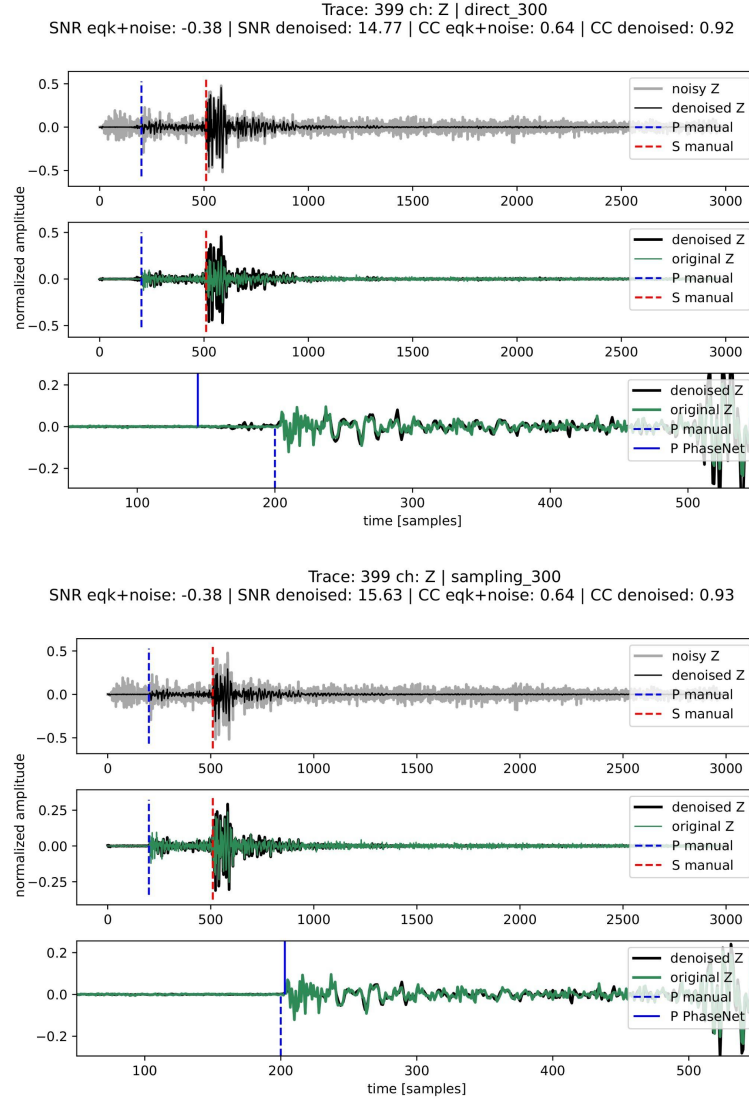 Trace: 399 ch: Z | direct_300
SNR eqk+noise: -0.38 | SNR denoised: 14.77 | CC eqk+noise: 0.64 | CC denoised: 0.92
0.5
0.0
−0.5
noisy Z
denoised Z
P manual
S manual
0 500 1000 1500 2000 2500 3000
normalized amplitude
0.5
0.0
−0.5
denoised Z
original Z
P manual
S manual
0 500 1000 1500 2000 2500 3000
0.2
0.0
−0.2
denoised Z
original Z
P manual
P PhaseNet
100 200 300 400 500
time [samples]
Trace: 399 ch: Z | sampling_300
SNR eqk+noise: -0.38 | SNR denoised: 15.63 | CC eqk+noise: 0.64 | CC denoised: 0.93
0.5
0.0
−0.5
noisy Z
denoised Z
P manual
S manual
0 500 1000 1500 2000 2500 3000
normalized amplitude
0.25
0.00
−0.25
denoised Z
original Z
P manual
S manual
0 500 1000 1500 2000 2500 3000
0.2
0.0
−0.2
denoised Z
original Z
P manual
P PhaseNet
100 200 300 400 500
time [samples]